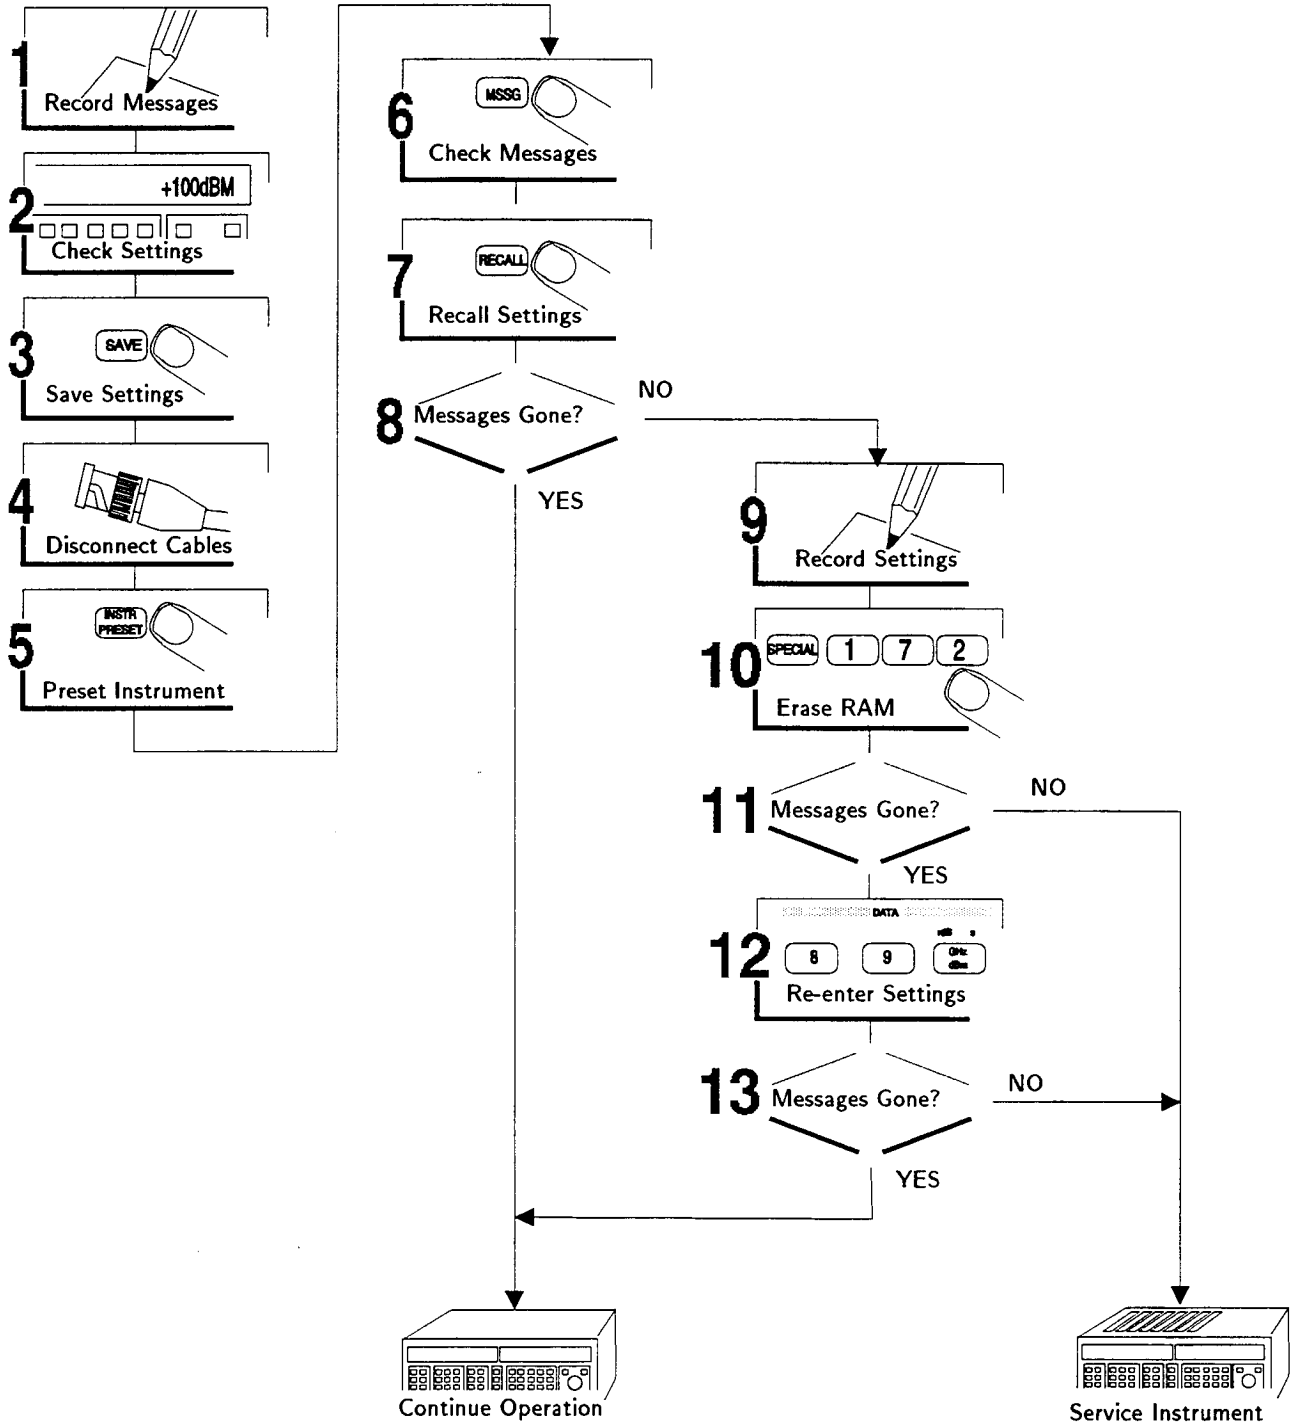 1
Record Messages
2
+100dBM
Check Settings
3
SAVE
Save Settings
4
Disconnect Cables
5
INSTR
PRESET
Preset Instrument
6
MSSG
Check Messages
7
RECALL
Recall Settings
8
Messages Gone?
NO
YES
9
Record Settings
10
SPECIAL 1 7 2
Erase RAM
11
Messages Gone?
NO
YES
12
DATA
8 9 GHz
dBm
Re-enter Settings
13
Messages Gone?
NO
YES
Continue Operation
Service Instrument